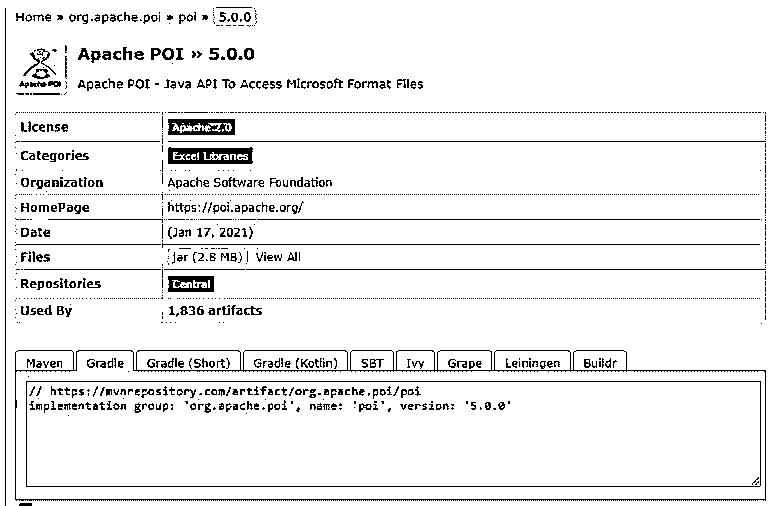 Home » org.apache.poi » poi » 5.0.0
Apache POI » 5.0.0
Apache POI
Apache POI - Java API To Access Microsoft Format Files
License Apache 2.0
Categories Excel Libraries
Organization Apache Software Foundation
HomePage https://poi.apache.org/
Date (Jan 17, 2021)
Files jar (2.8 MB) View All
Repositories Central
Used By 1,836 artifacts
Maven Gradle Gradle (Short) Gradle (Kotlin) SBT Ivy Grape Leiningen Buildr
// https://mvnrepository.com/artifact/org.apache.poi/poi
implementation group: 'org.apache.poi', name: 'poi', version: '5.0.0'